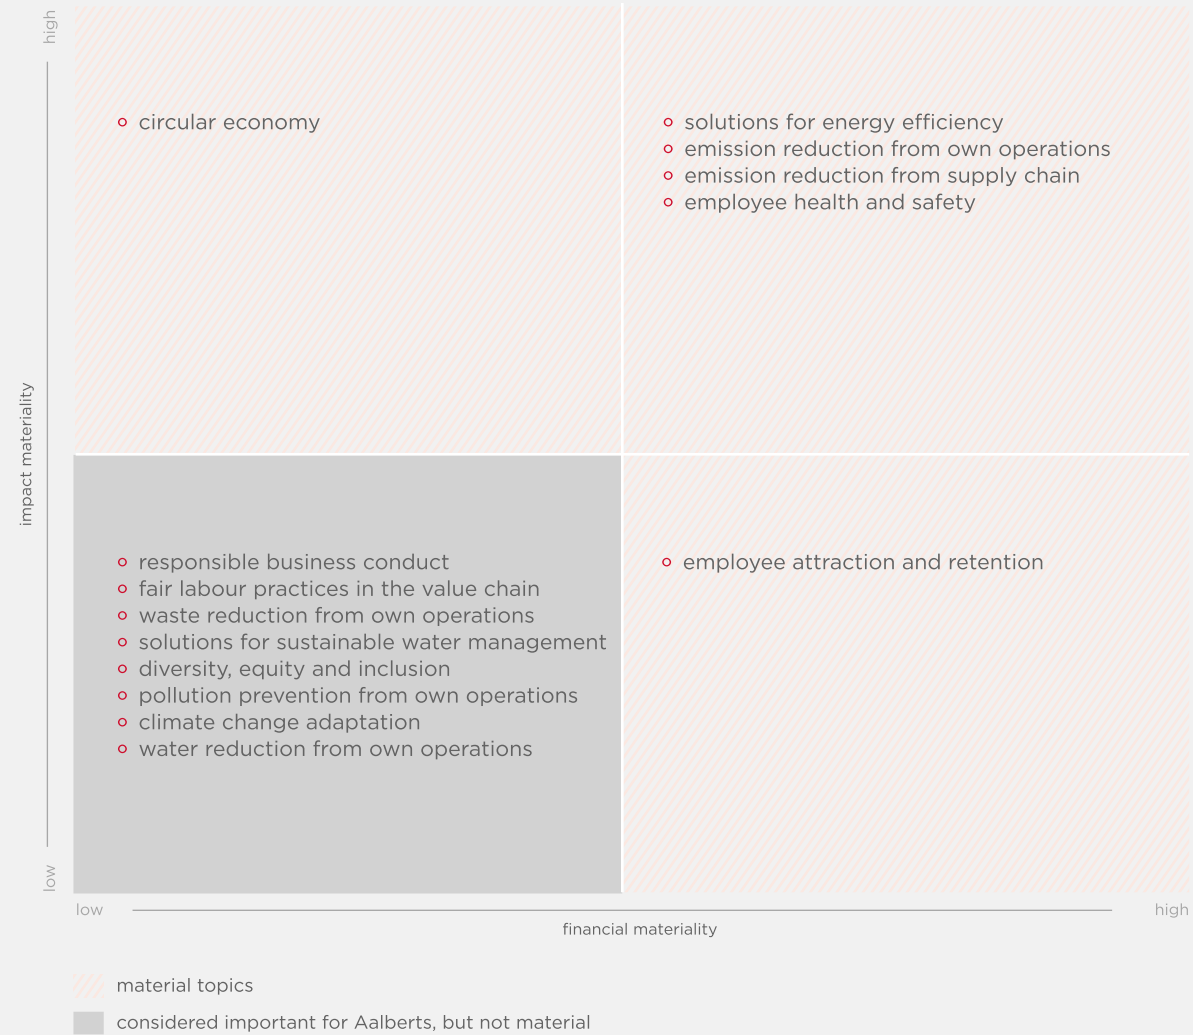 high
circular economy
solutions for energy efficiency
emission reduction from own operations
emission reduction from supply chain
employee health and safety
impact materiality
responsible business conduct
fair labour practices in the value chain
waste reduction from own operations
solutions for sustainable water management
diversity, equity and inclusion
pollution prevention from own operations
climate change adaptation
water reduction from own operations
employee attraction and retention
low
low
high
financial materiality
material topics
considered important for Aalberts, but not material